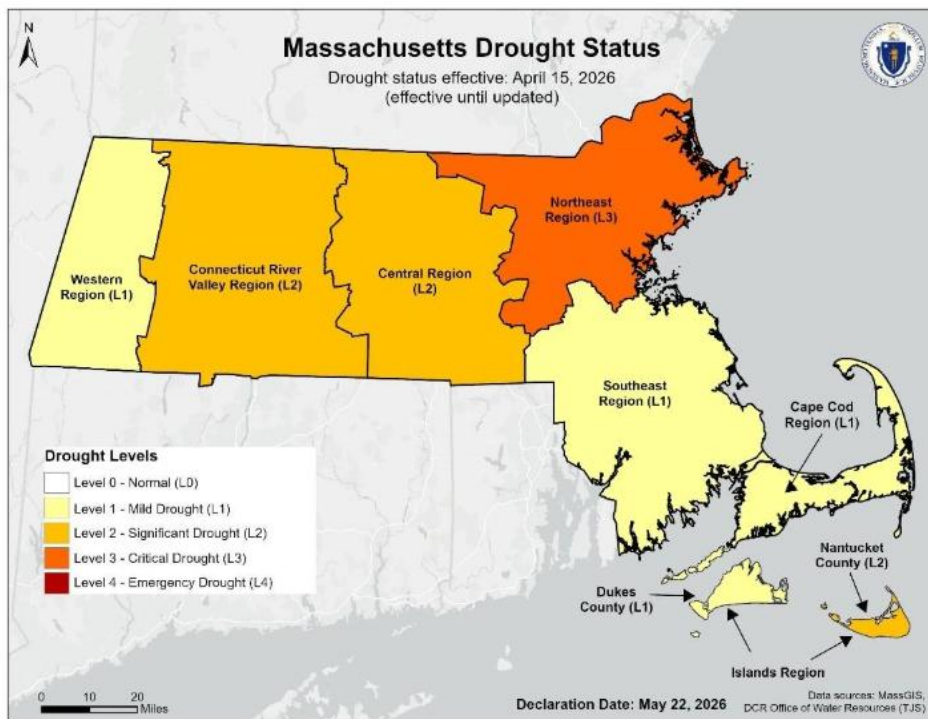 N
Massachusetts Drought Status
Drought status effective: April 15, 2026
(effective until updated)
Northeast
Region (L3)
Western
Region (L1)
Connecticut River
Valley Region (L2)
Central Region
(L2)
Southeast
Region (L1)
Cape Cod
Region (L1)
Drought Levels
Level 0 - Normal (L0)
Level 1 - Mild Drought (L1)
Level 2 - Significant Drought (L2)
Level 3 - Critical Drought (L3)
Level 4 - Emergency Drought (L4)
Nantucket
County (L2)
Dukes
County (L1)
Islands Region
0 10 20
Miles
Declaration Date: May 22, 2026
Data sources: MassGIS,
DCR Office of Water Resources (TJS)